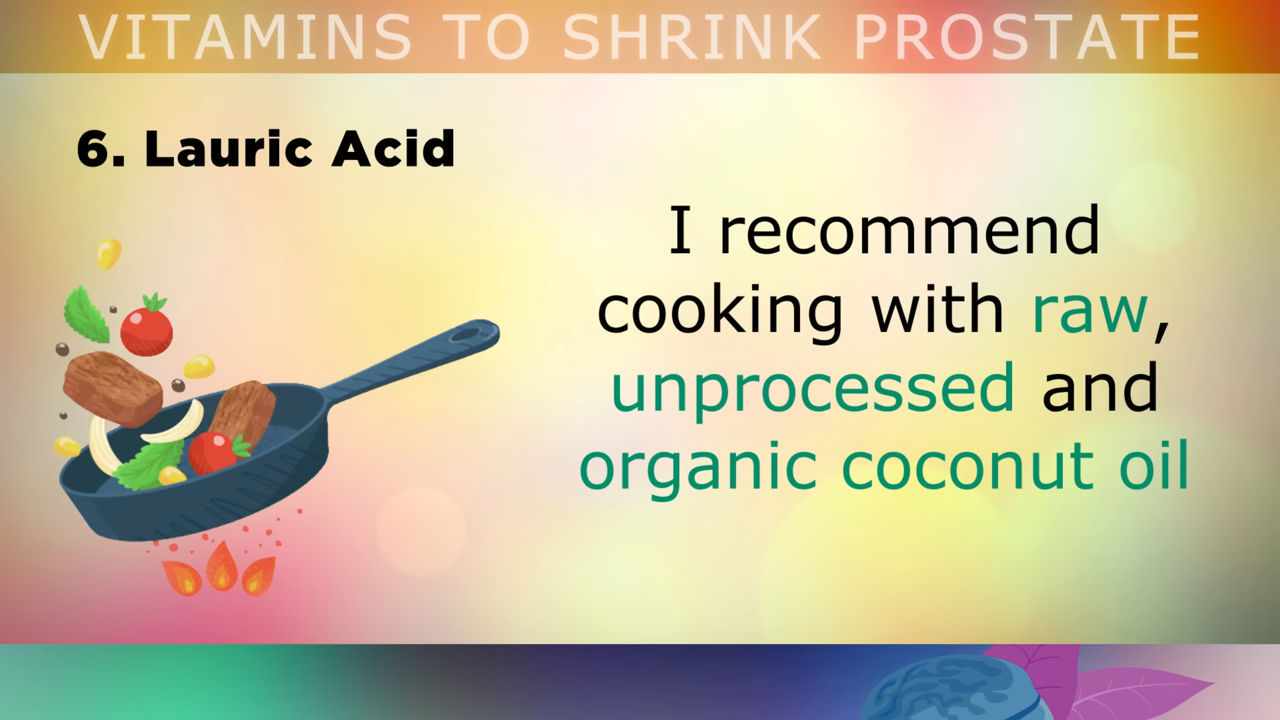 VITAMINS TO SHRINK PROSTATE
6. Lauric Acid
I recommend
cooking with raw,
unprocessed and
organic coconut oil